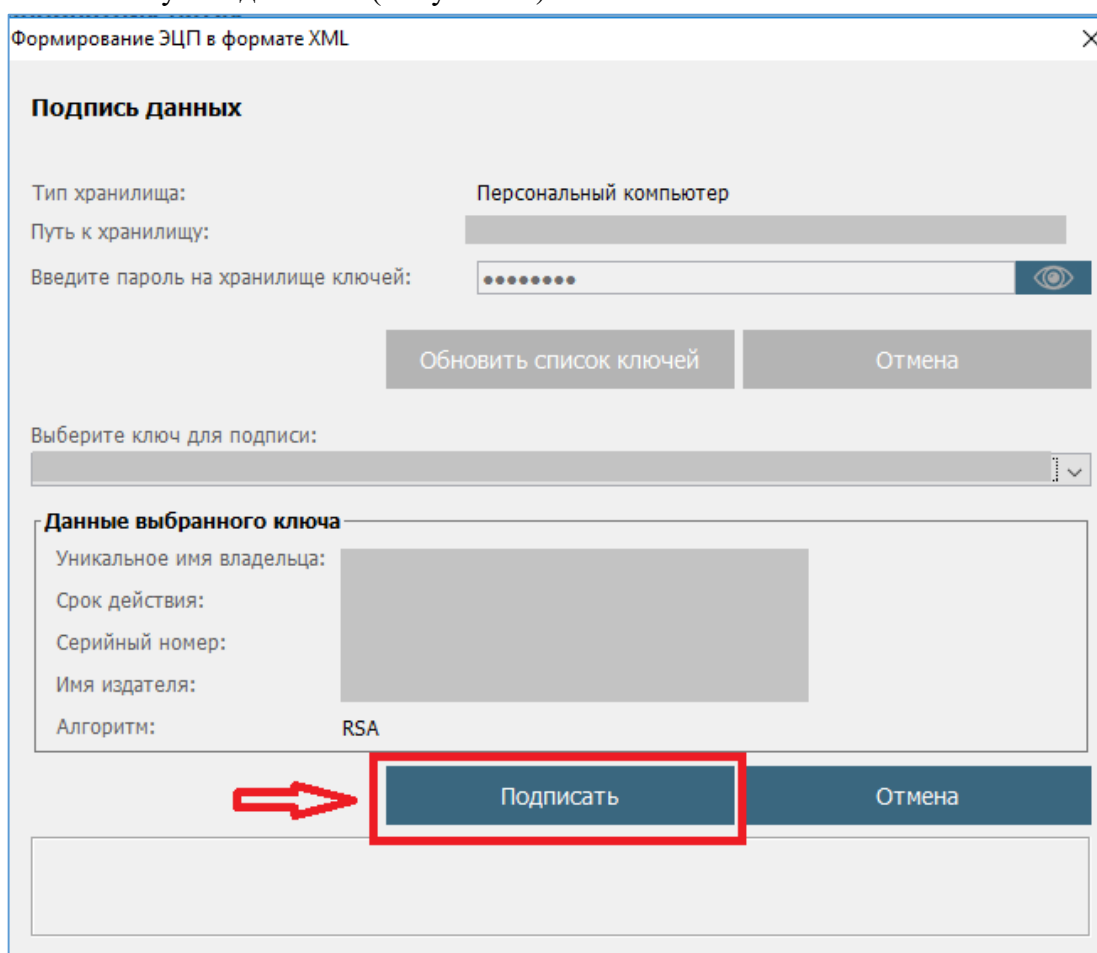 Формирование ЭЦП в формате XML
Подпись данных
Тип хранилища: Персональный компьютер
Путь к хранилищу:
Введите пароль на хранилище ключей: ●●●●●●●●
Обновить список ключей Отмена
Выберите ключ для подписи:
Данные выбранного ключа
Уникальное имя владельца:
Срок действия:
Серийный номер:
Имя издателя:
Алгоритм: RSA
Подписать Отмена